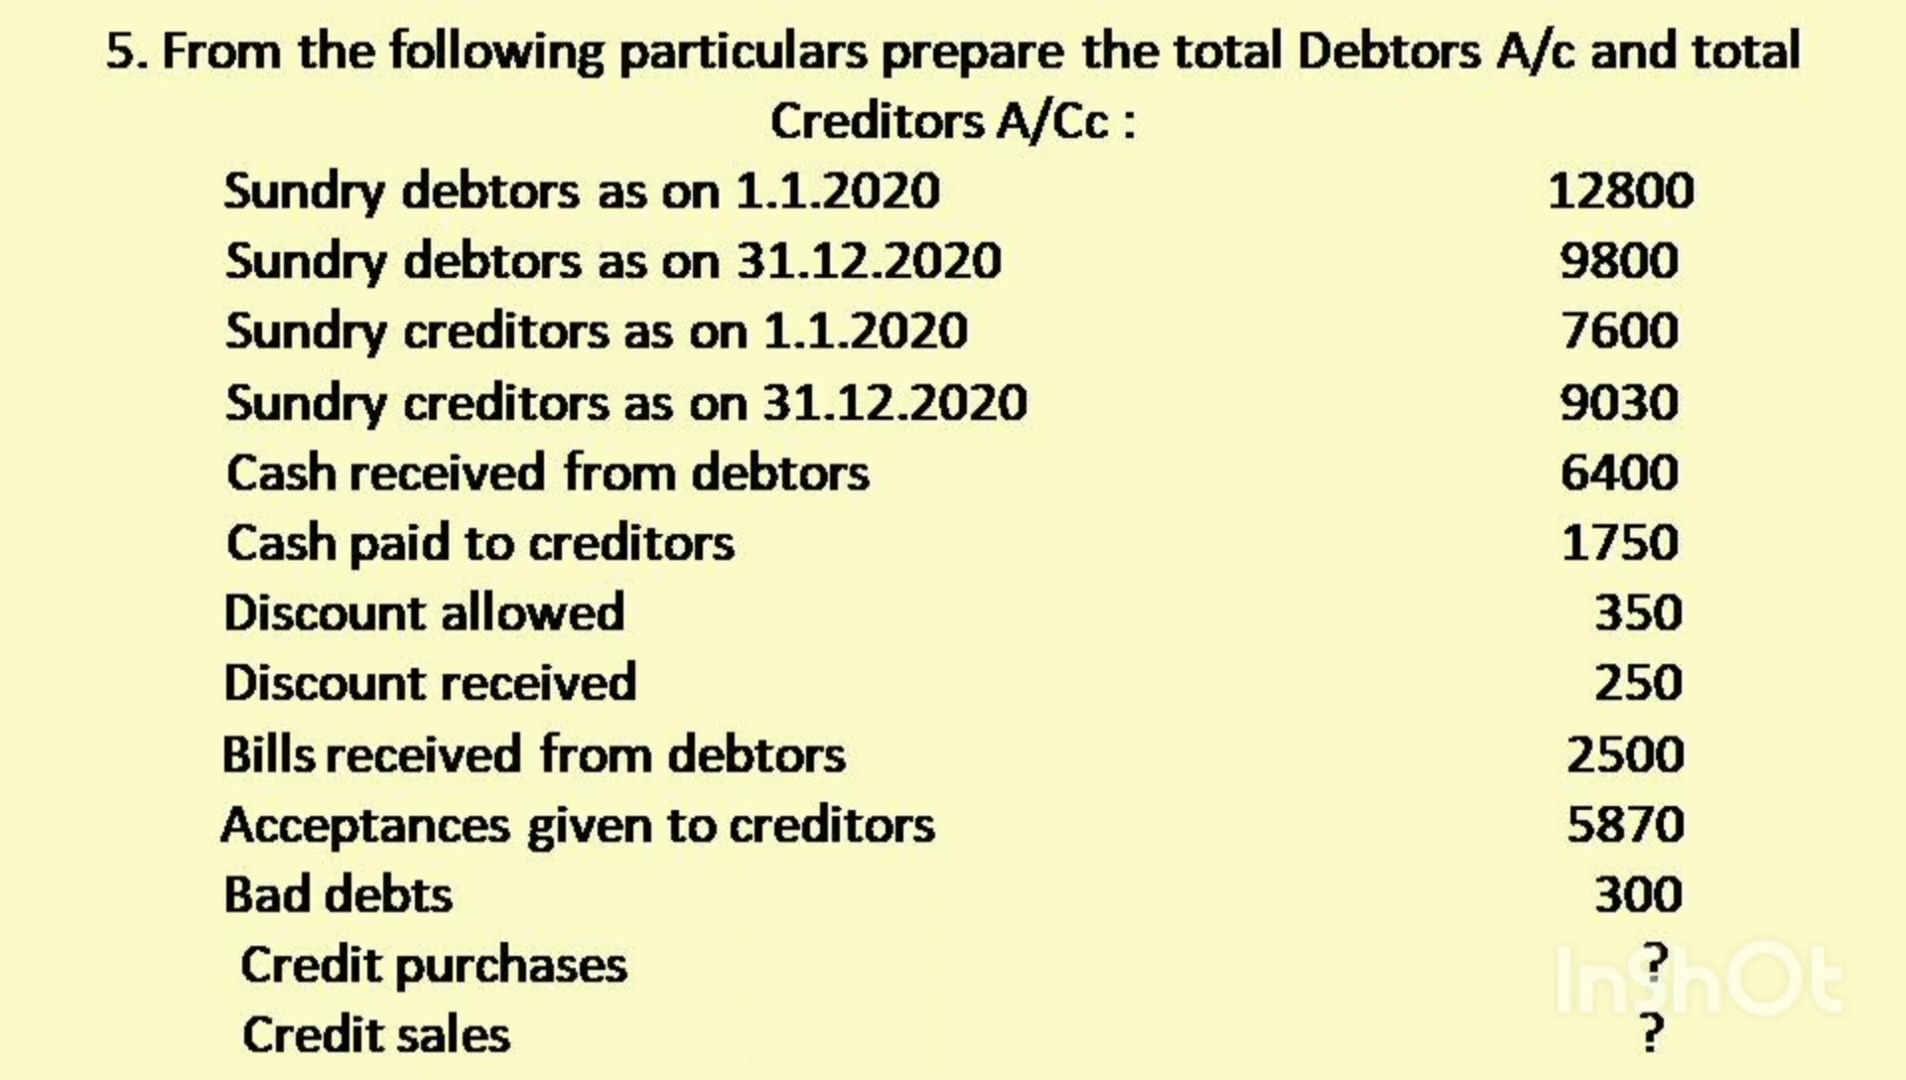 5. From the following particulars prepare the total Debtors A/c and total
Creditors A/Cc :
Sundry debtors as on 1.1.2020 12800
Sundry debtors as on 31.12.2020 9800
Sundry creditors as on 1.1.2020 7600
Sundry creditors as on 31.12.2020 9030
Cash received from debtors 6400
Cash paid to creditors 1750
Discount allowed 350
Discount received 250
Bills received from debtors 2500
Acceptances given to creditors 5870
Bad debts 300
Credit purchases ?
InShOt
Credit sales ?